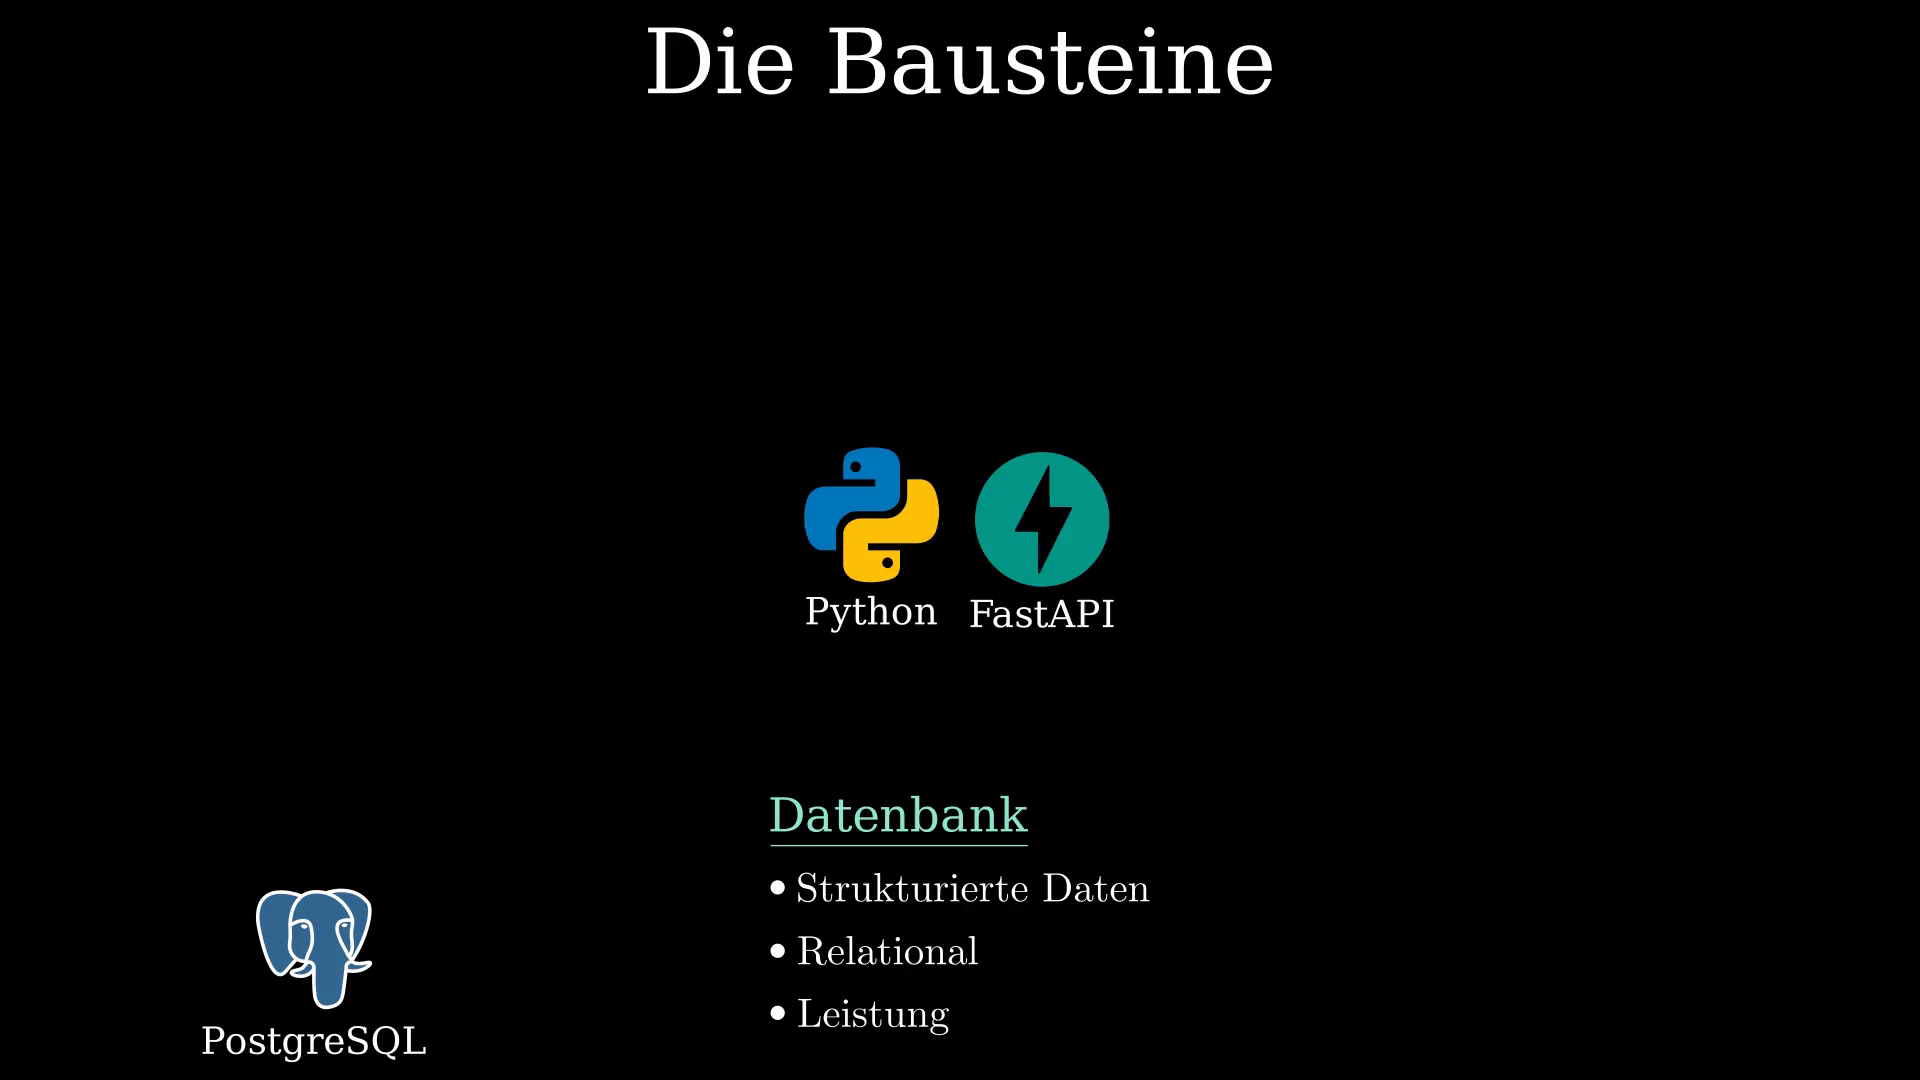 Die Bausteine
Python
FastAPI
Datenbank
• Strukturierte Daten
• Relational
• Leistung
PostgreSQL